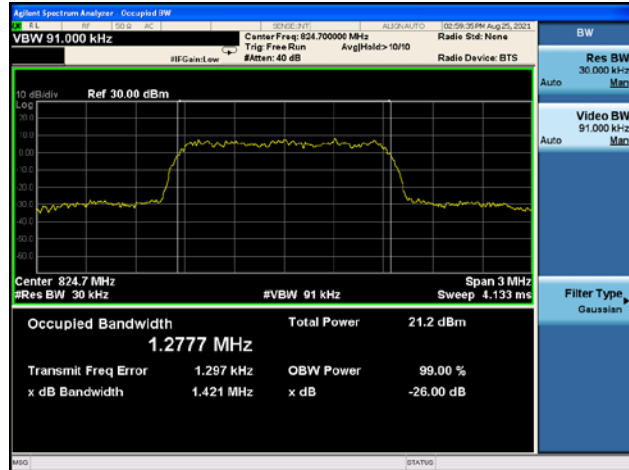 Agilent Spectrum Analyzer - Occupied BW
RL RF 50 Ω AC SENSE:INT ALIGN AUTO 02:59:35 PM Aug 25, 2021
VBW 91.000 kHz
Center Freq: 824.700000 MHz
Radio Std: None
Trig: Free Run Avg|Hold:> 10/10
#IFGain:Low #Atten: 40 dB Radio Device: BTS
10 dB/div Ref 30.00 dBm
Log
20.0
10.0
0.00
-10.0
-20.0
-30.0
-40.0
-50.0
-60.0
Center 824.7 MHz Span 3 MHz
#Res BW 30 kHz #VBW 91 kHz Sweep 4.133 ms
Occupied Bandwidth Total Power 21.2 dBm
1.2777 MHz
Transmit Freq Error 1.297 kHz OBW Power 99.00 %
x dB Bandwidth 1.421 MHz x dB -26.00 dB
MSG STATUS
BW
Res BW
30.000 kHz
Auto Man
Video BW
91.000 kHz
Auto Man
Filter Type
Gaussian